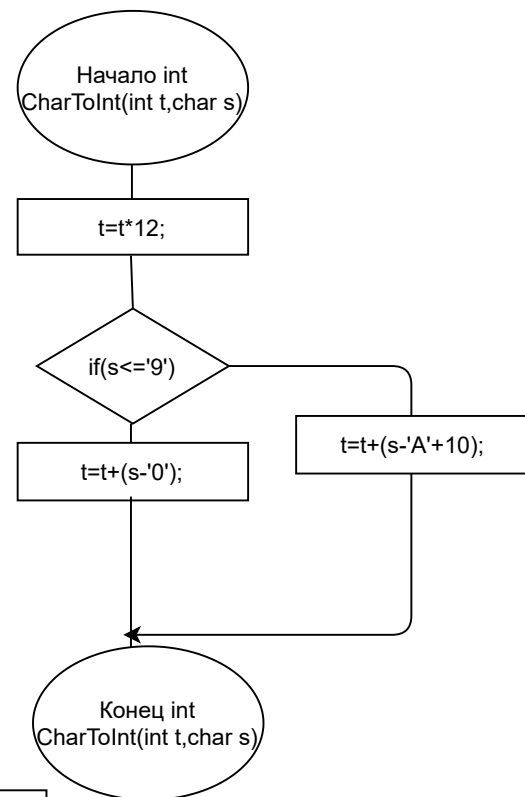 Начало int
CharToInt(int t,char s)
t=t*12;
if(s<='9')
t=t+(s-'0');
t=t+(s-'A'+10);
Конец int
CharToInt(int t,char s)